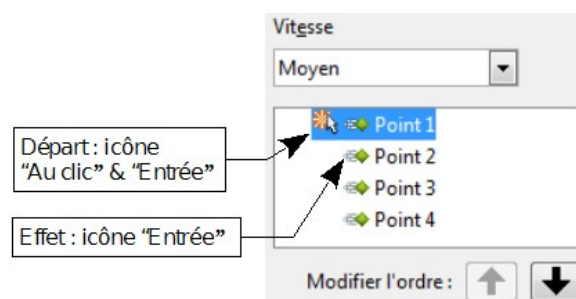 Vitesse
Moyen
Point 1
Départ : icône
“Au clic” & “Entrée”
Point 2
Point 3
Effet : icône “Entrée”
Point 4
Modifier l'ordre :